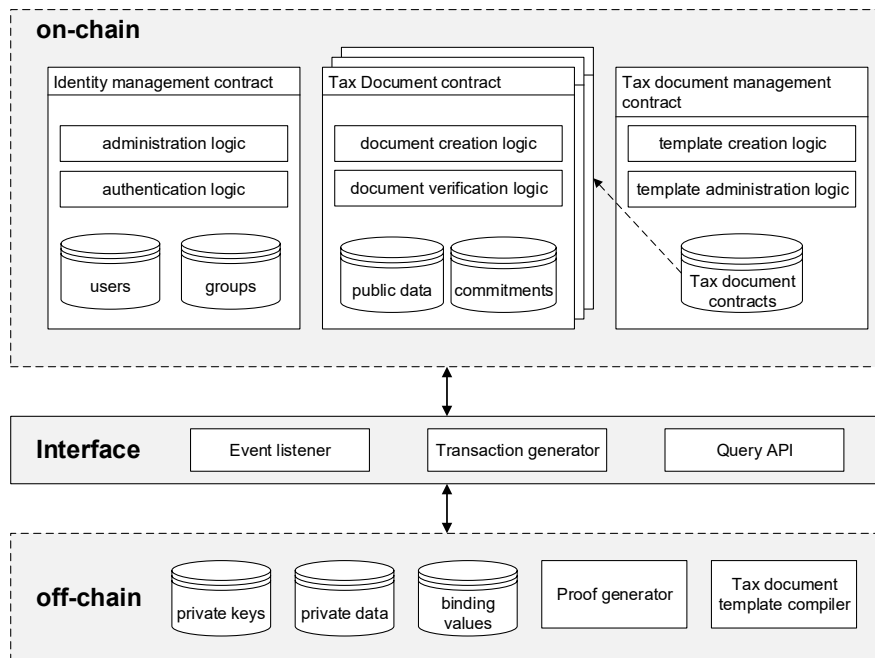 on-chain
Identity management contract
administration logic
authentication logic
users
groups
Tax Document contract
document creation logic
document verification logic
public data
commitments
Tax document management
contract
template creation logic
template administration logic
Tax document
contracts
Interface
Event listener
Transaction generator
Query API
off-chain
private keys
private data
binding
values
Proof generator
Tax document
template compiler